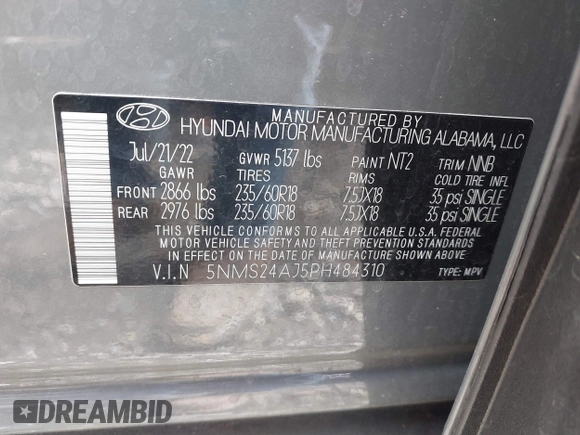 MANUFACTURED BY
HYUNDAI MOTOR MANUFACTURING ALABAMA, LLC
Jul/21/22 GVWR 5137 lbs PAINT NT2 TRIM NNB
GAWR TIRES RIMS COLD TIRE INFL
FRONT 2866 lbs 235/60R18 7.5JX18 35 psi SINGLE
REAR 2976 lbs 235/60R18 7.5JX18 35 psi SINGLE
THIS VEHICLE CONFORMS TO ALL APPLICABLE U.S.A. FEDERAL
MOTOR VEHICLE SAFETY AND THEFT PREVENTION STANDARDS
IN EFFECT ON THE DATE OF MANUFACTURE SHOWN ABOVE.
V.I.N 5NMS24AJ5PH484310 TYPE: MPV
DREAMBID